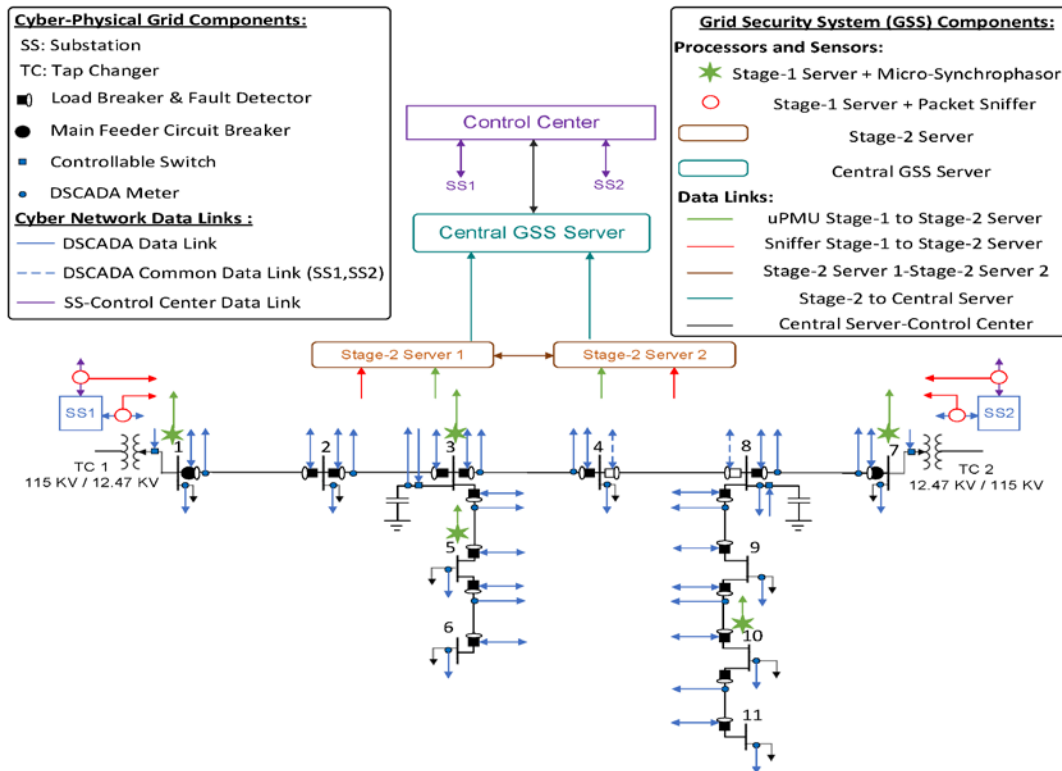 Cyber-Physical Grid Components:
SS: Substation
TC: Tap Changer
Load Breaker & Fault Detector
Main Feeder Circuit Breaker
Controllable Switch
DSCADA Meter
Cyber Network Data Links :
DSCADA Data Link
DSCADA Common Data Link (SS1,SS2)
SS-Control Center Data Link
Grid Security System (GSS) Components:
Processors and Sensors:
Stage-1 Server + Micro-Synchrophasor
Stage-1 Server + Packet Sniffer
Stage-2 Server
Central GSS Server
Data Links:
uPMU Stage-1 to Stage-2 Server
Sniffer Stage-1 to Stage-2 Server
Stage-2 Server 1-Stage-2 Server 2
Stage-2 to Central Server
Central Server-Control Center
Control Center
SS1
SS2
Central GSS Server
Stage-2 Server 1
Stage-2 Server 2
SS1
SS2
1
2
3
4
8
7
TC 1
115 KV / 12.47 KV
TC 2
12.47 KV / 115 KV
5
9
6
10
11